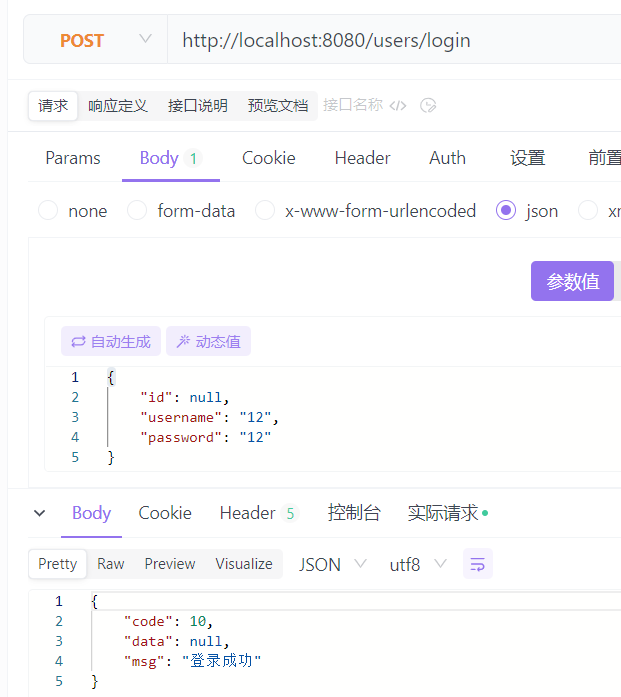 POST http://localhost:8080/users/login
请求 响应定义 接口说明 预览文档 接口名称 </>
Params Body 1 Cookie Header Auth 设置 前置
none form-data x-www-form-urlencoded json
参数值
自动生成 动态值
1 {
2 "id": null,
3 "username": "12",
4 "password": "12"
5 }
Body Cookie Header 5 控制台 实际请求
Pretty Raw Preview Visualize JSON utf8
1 {
2 "code": 10,
3 "data": null,
4 "msg": "登录成功"
5 }